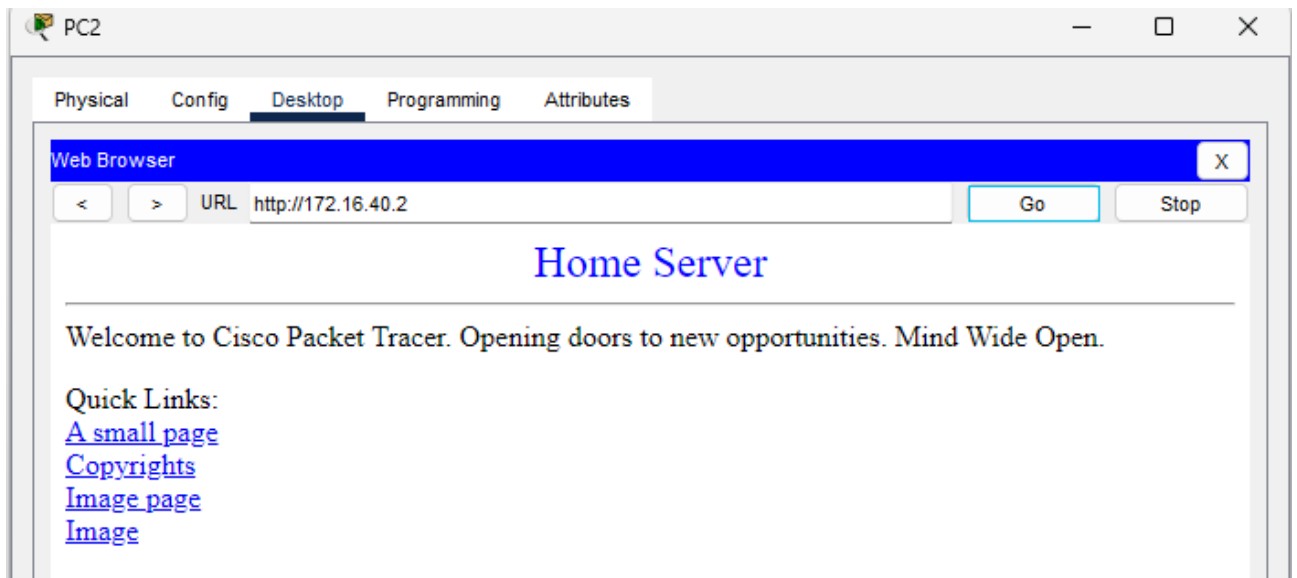 PC2
Physical Config Desktop Programming Attributes
Web Browser X
< > URL http://172.16.40.2 Go Stop
Home Server
Welcome to Cisco Packet Tracer. Opening doors to new opportunities. Mind Wide Open.
Quick Links:
A small page
Copyrights
Image page
Image